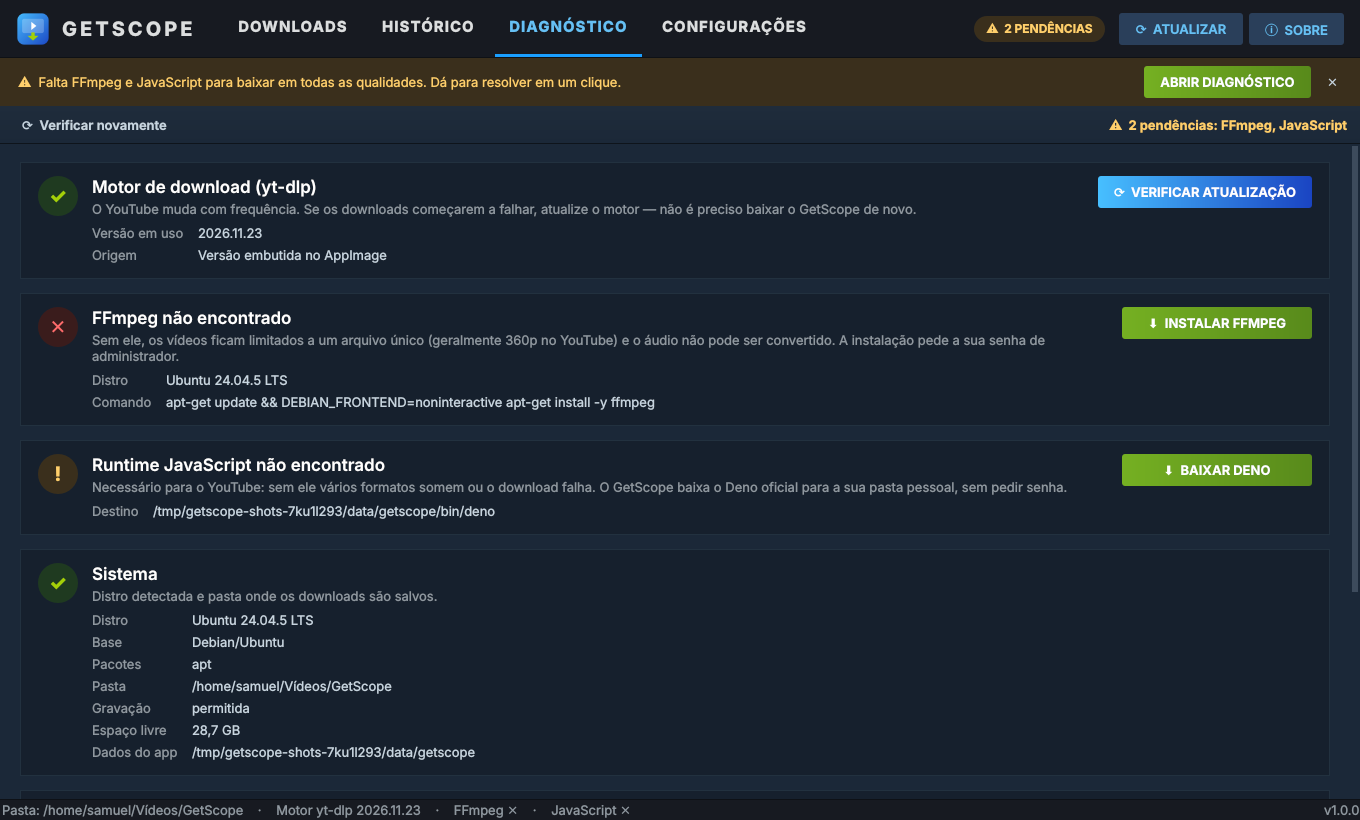 GETSCOPE
DOWNLOADS
HISTÓRICO
DIAGNÓSTICO
CONFIGURAÇÕES
2 PENDÊNCIAS
ATUALIZAR
SOBRE
Falta FFmpeg e JavaScript para baixar em todas as qualidades. Dá para resolver em um clique.
ABRIR DIAGNÓSTICO
Verificar novamente
2 pendências: FFmpeg, JavaScript
Motor de download (yt-dlp)
O YouTube muda com frequência. Se os downloads começarem a falhar, atualize o motor — não é preciso baixar o GetScope de novo.
Versão em uso 2026.11.23
Origem Versão embutida no AppImage
VERIFICAR ATUALIZAÇÃO
FFmpeg não encontrado
Sem ele, os vídeos ficam limitados a um arquivo único (geralmente 360p no YouTube) e o áudio não pode ser convertido. A instalação pede a sua senha de
administrador.
Distro Ubuntu 24.04.5 LTS
Comando apt-get update && DEBIAN_FRONTEND=noninteractive apt-get install -y ffmpeg
INSTALAR FFMPEG
Runtime JavaScript não encontrado
Necessário para o YouTube: sem ele vários formatos somem ou o download falha. O GetScope baixa o Deno oficial para a sua pasta pessoal, sem pedir senha.
Destino /tmp/getscope-shots-7ku1l293/data/getscope/bin/deno
BAIXAR DENO
Sistema
Distro detectada e pasta onde os downloads são salvos.
Distro Ubuntu 24.04.5 LTS
Base Debian/Ubuntu
Pacotes apt
Pasta /home/samuel/Vídeos/GetScope
Gravação permitida
Espaço livre 28,7 GB
Dados do app /tmp/getscope-shots-7ku1l293/data/getscope
Pasta: /home/samuel/Vídeos/GetScope · Motor yt-dlp 2026.11.23 · FFmpeg ✕ · JavaScript ✕
v1.0.0